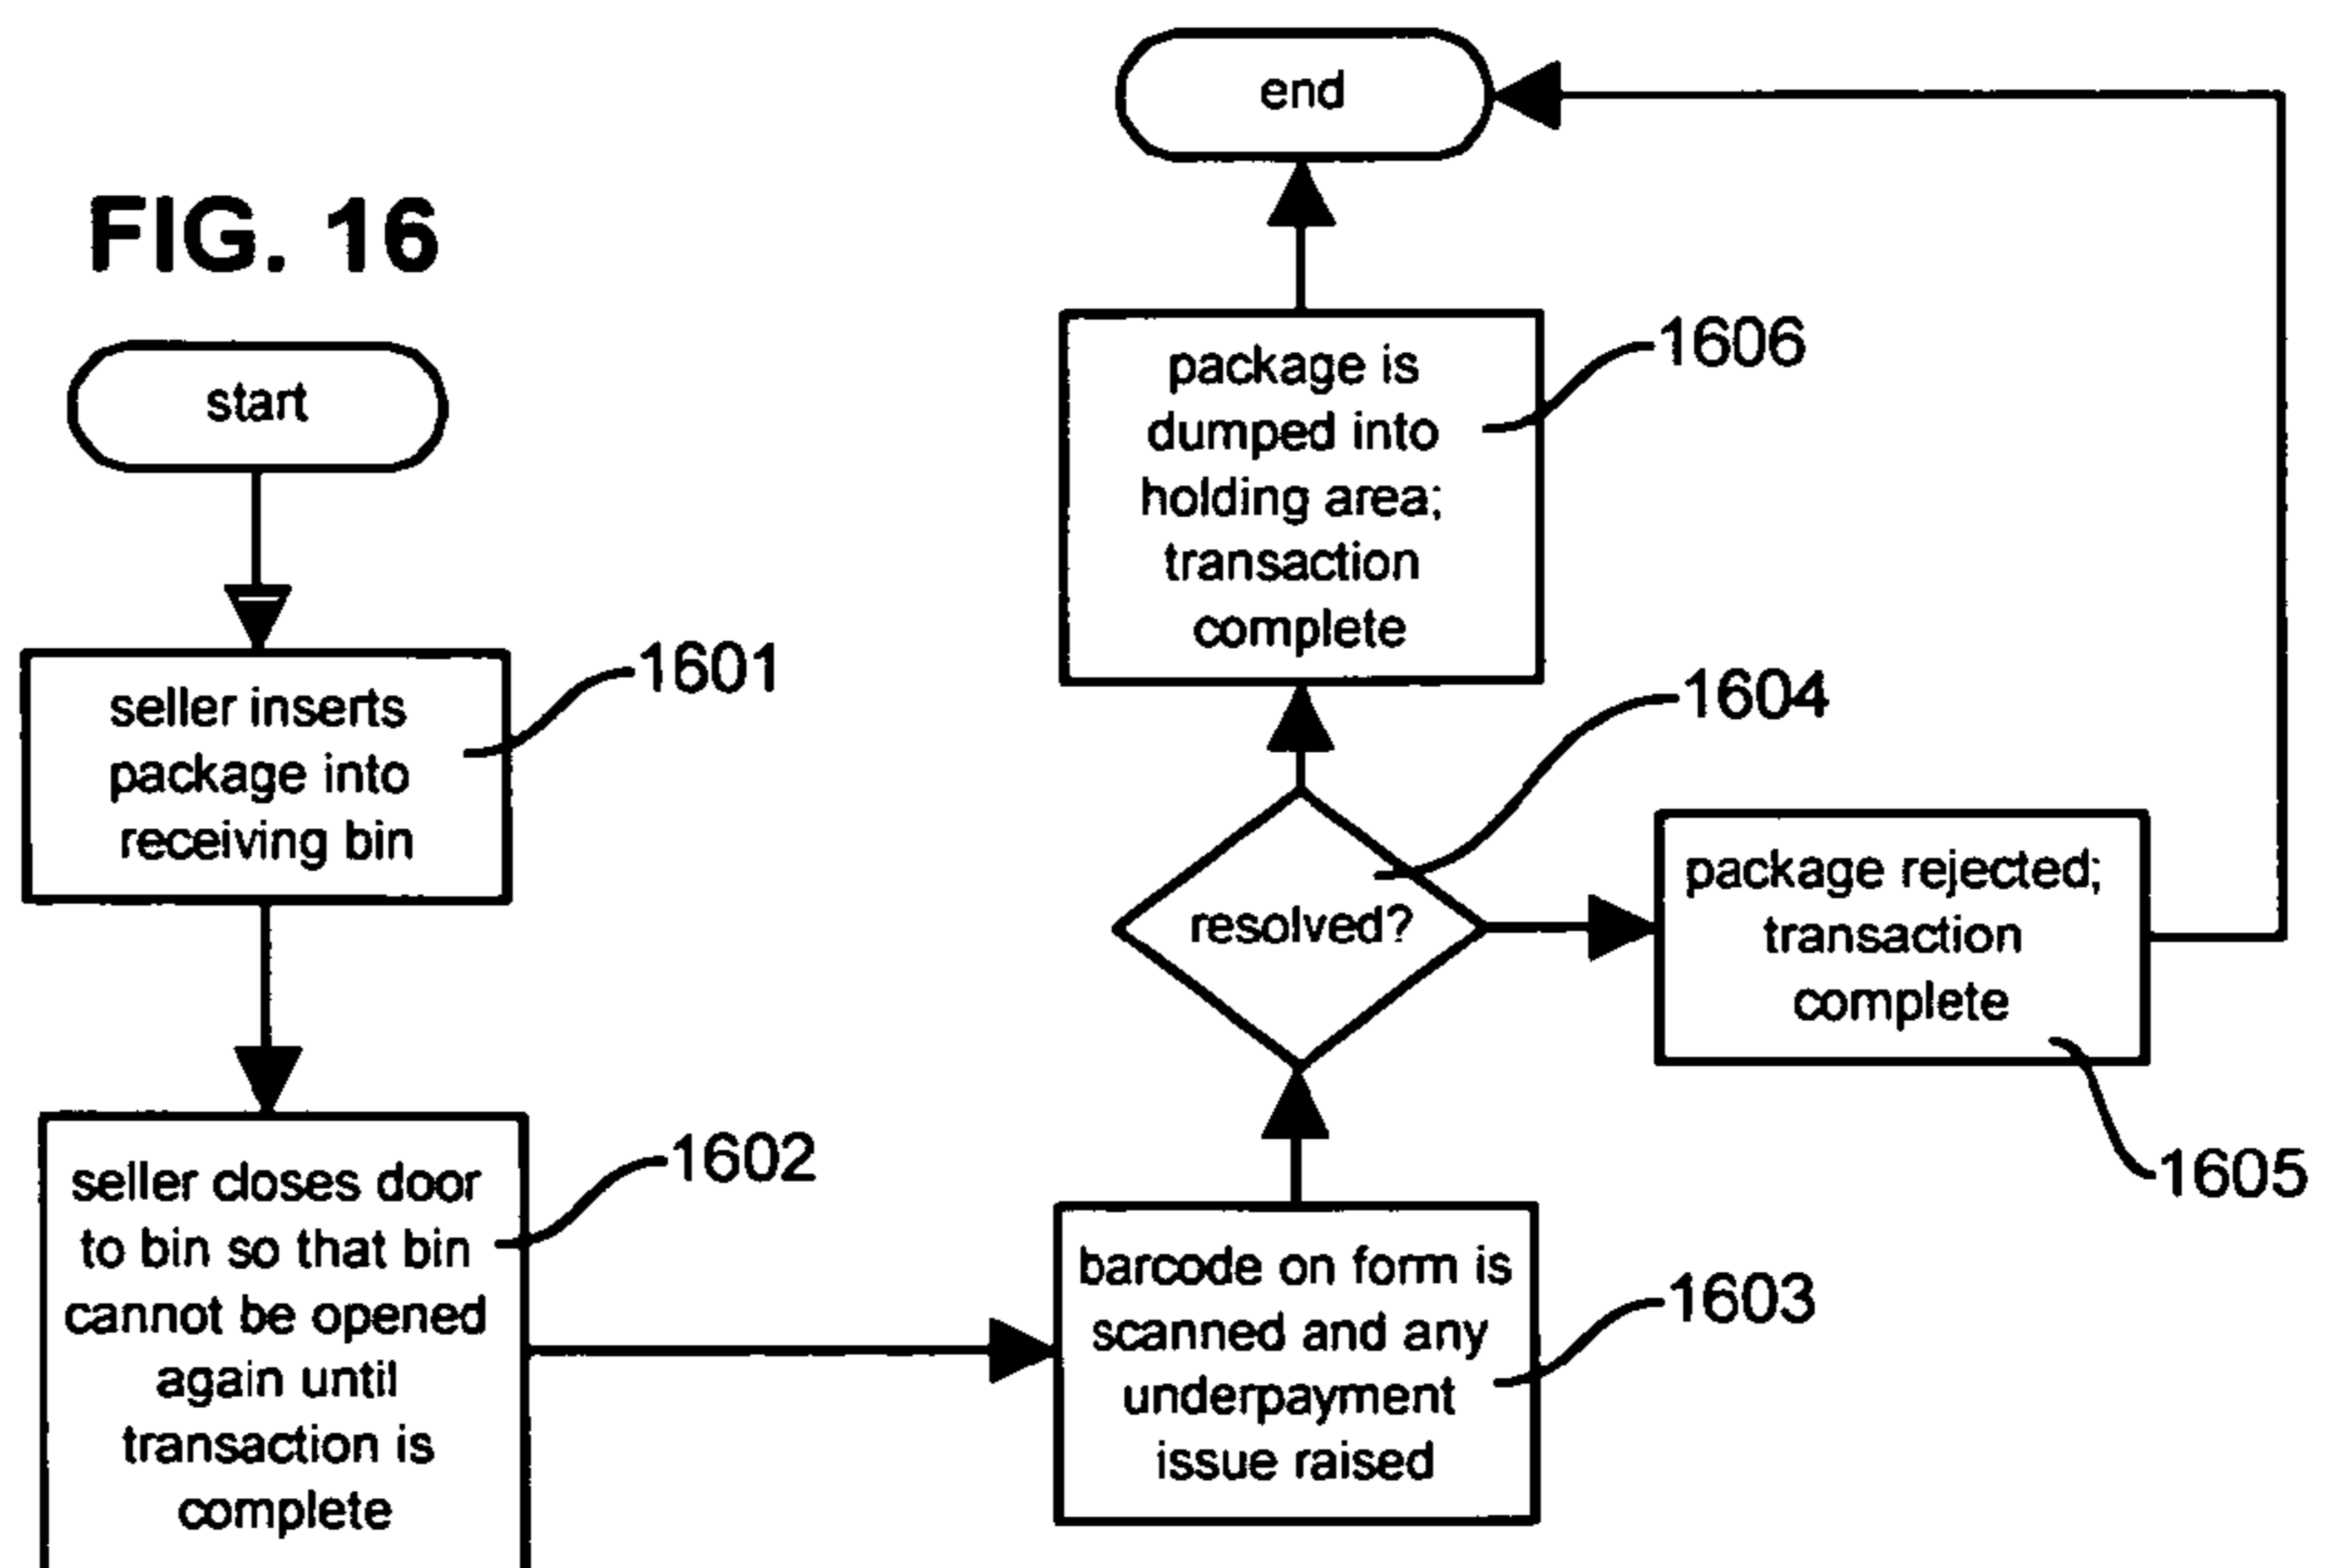 FIG. 16
start
seller inserts
package into
receiving bin
1601
seller closes door
to bin so that bin
cannot be opened
again until
transaction is
complete
1602
barcode on form is
scanned and any
underpayment
issue raised
1603
resolved?
1604
package rejected;
transaction
complete
1605
package is
dumped into
holding area;
transaction
complete
1606
end